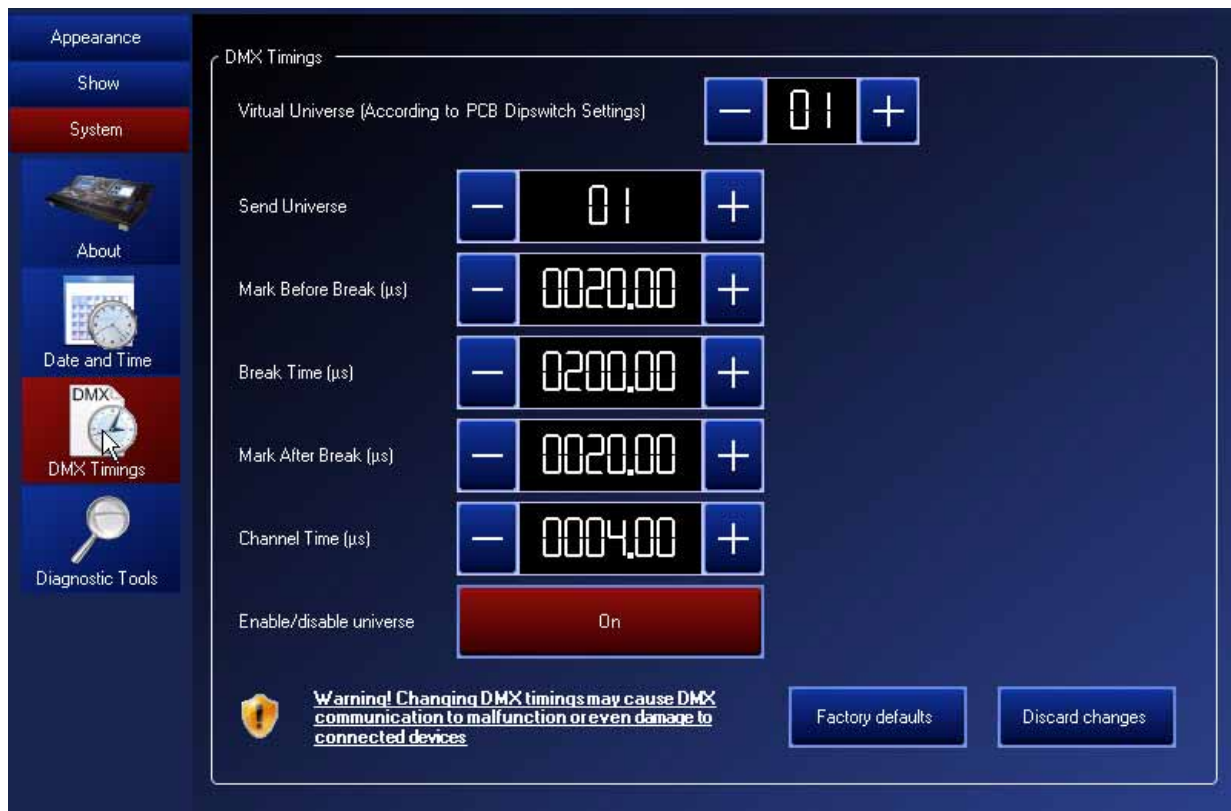 Appearance
Show
System
About
Date and Time
DMX
DMX Timings
Diagnostic Tools
DMX Timings
Virtual Universe (According to PCB Dipswitch Settings)
01
Send Universe
01
Mark Before Break (µs)
0020.00
Break Time (µs)
0200.00
Mark After Break (µs)
0020.00
Channel Time (µs)
0004.00
Enable/disable universe
On
Warning! Changing DMX timings may cause DMX
communication to malfunction or even damage to
connected devices
Factory defaults
Discard changes